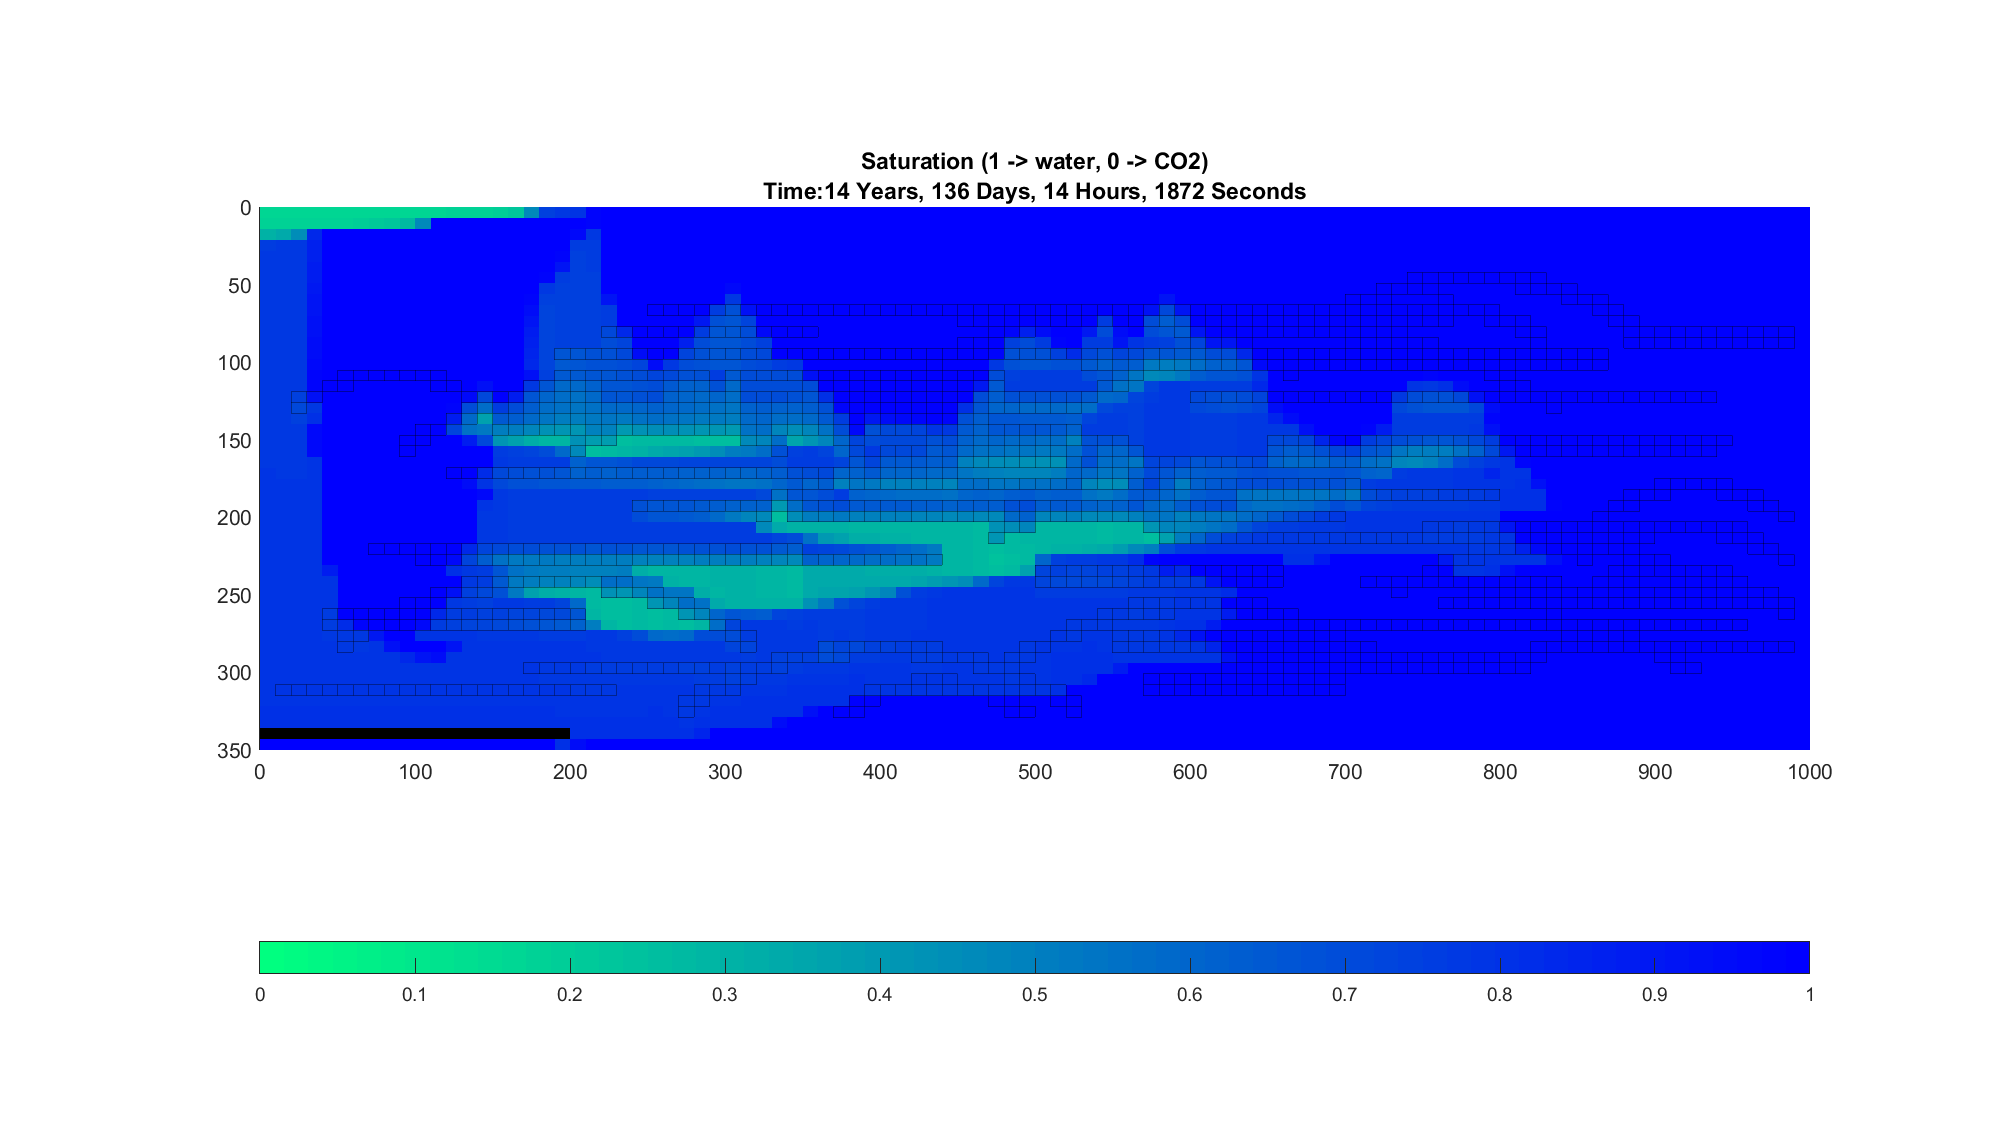 Saturation (1 -> water, 0 -> CO2)
Time:14 Years, 136 Days, 14 Hours, 1872 Seconds
0
50
100
150
200
250
300
350
0 100 200 300 400 500 600 700 800 900 1000
0 0.1 0.2 0.3 0.4 0.5 0.6 0.7 0.8 0.9 1